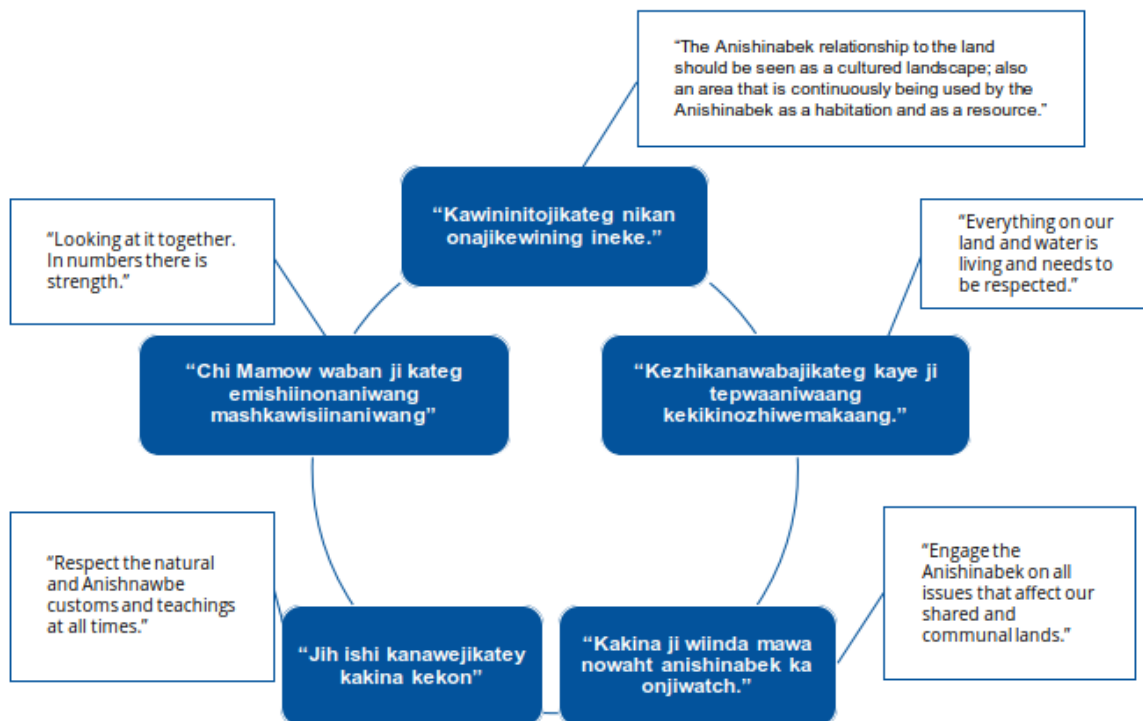 “The Anishinabek relationship to the land
should be seen as a cultured landscape; also
an area that is continuously being used by the
Anishinabek as a habitation and as a resource.”
“Kawininitojikateg nikan
onajikewining ineke.”
“Looking at it together.
In numbers there is
strength.”
“Everything on our
land and water is
living and needs to
be respected.”
“Chi Mamow waban ji kateg
emishiinonaniwang
mashkawisiinaniwang”
“Kezhikanawabajikateg kaye ji
tepwaaniwaang
kekikinozhiwemakaang.”
“Respect the natural
and Anishnawbe
customs and teachings
at all times.”
“Engage the
Anishinabek on all
issues that affect our
shared and
communal lands.”
“Jih ishi kanawejikatey
kakina kekon”
“Kakina ji wiinda mawa
nowaht anishinabek ka
onjiwatch.”